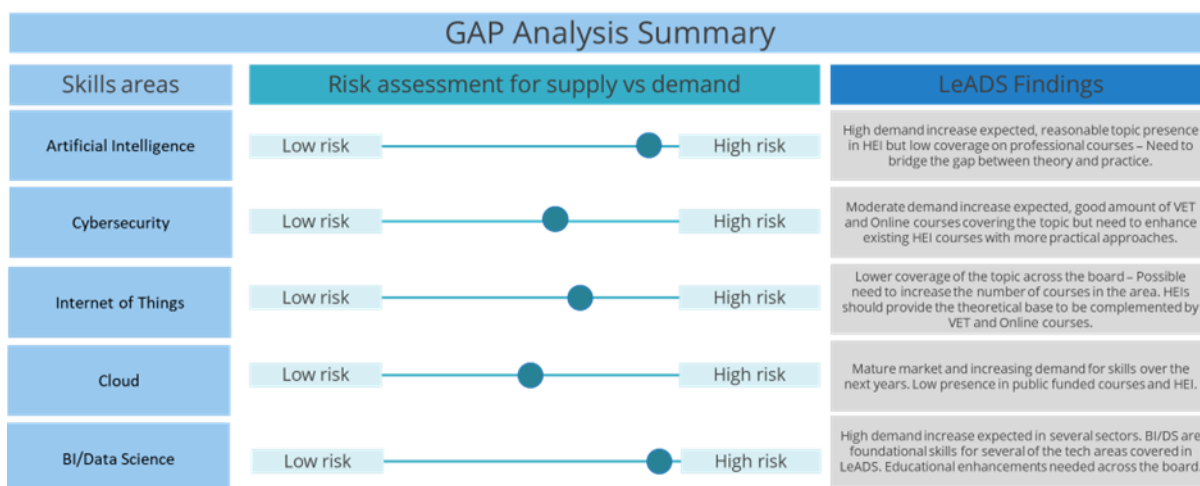 GAP Analysis Summary
Skills areas
Risk assessment for supply vs demand
LeADS Findings
Artificial Intelligence
Low risk
High risk
High demand increase expected, reasonable topic presence
in HEI but low coverage on professional courses – Need to
bridge the gap between theory and practice.
Cybersecurity
Low risk
High risk
Moderate demand increase expected, good amount of VET
and Online courses covering the topic but need to enhance
existing HEI courses with more practical approaches.
Internet of Things
Low risk
High risk
Lower coverage of the topic across the board – Possible
need to increase the number of courses in the area. HEIs
should provide the theoretical base to be complemented by
VET and Online courses.
Cloud
Low risk
High risk
Mature market and increasing demand for skills over the
next years. Low presence in public funded courses and HEI.
BI/Data Science
Low risk
High risk
High demand increase expected in several sectors. BI/DS are
foundational skills for several of the tech areas covered in
LeADS. Educational enhancements needed across the board.